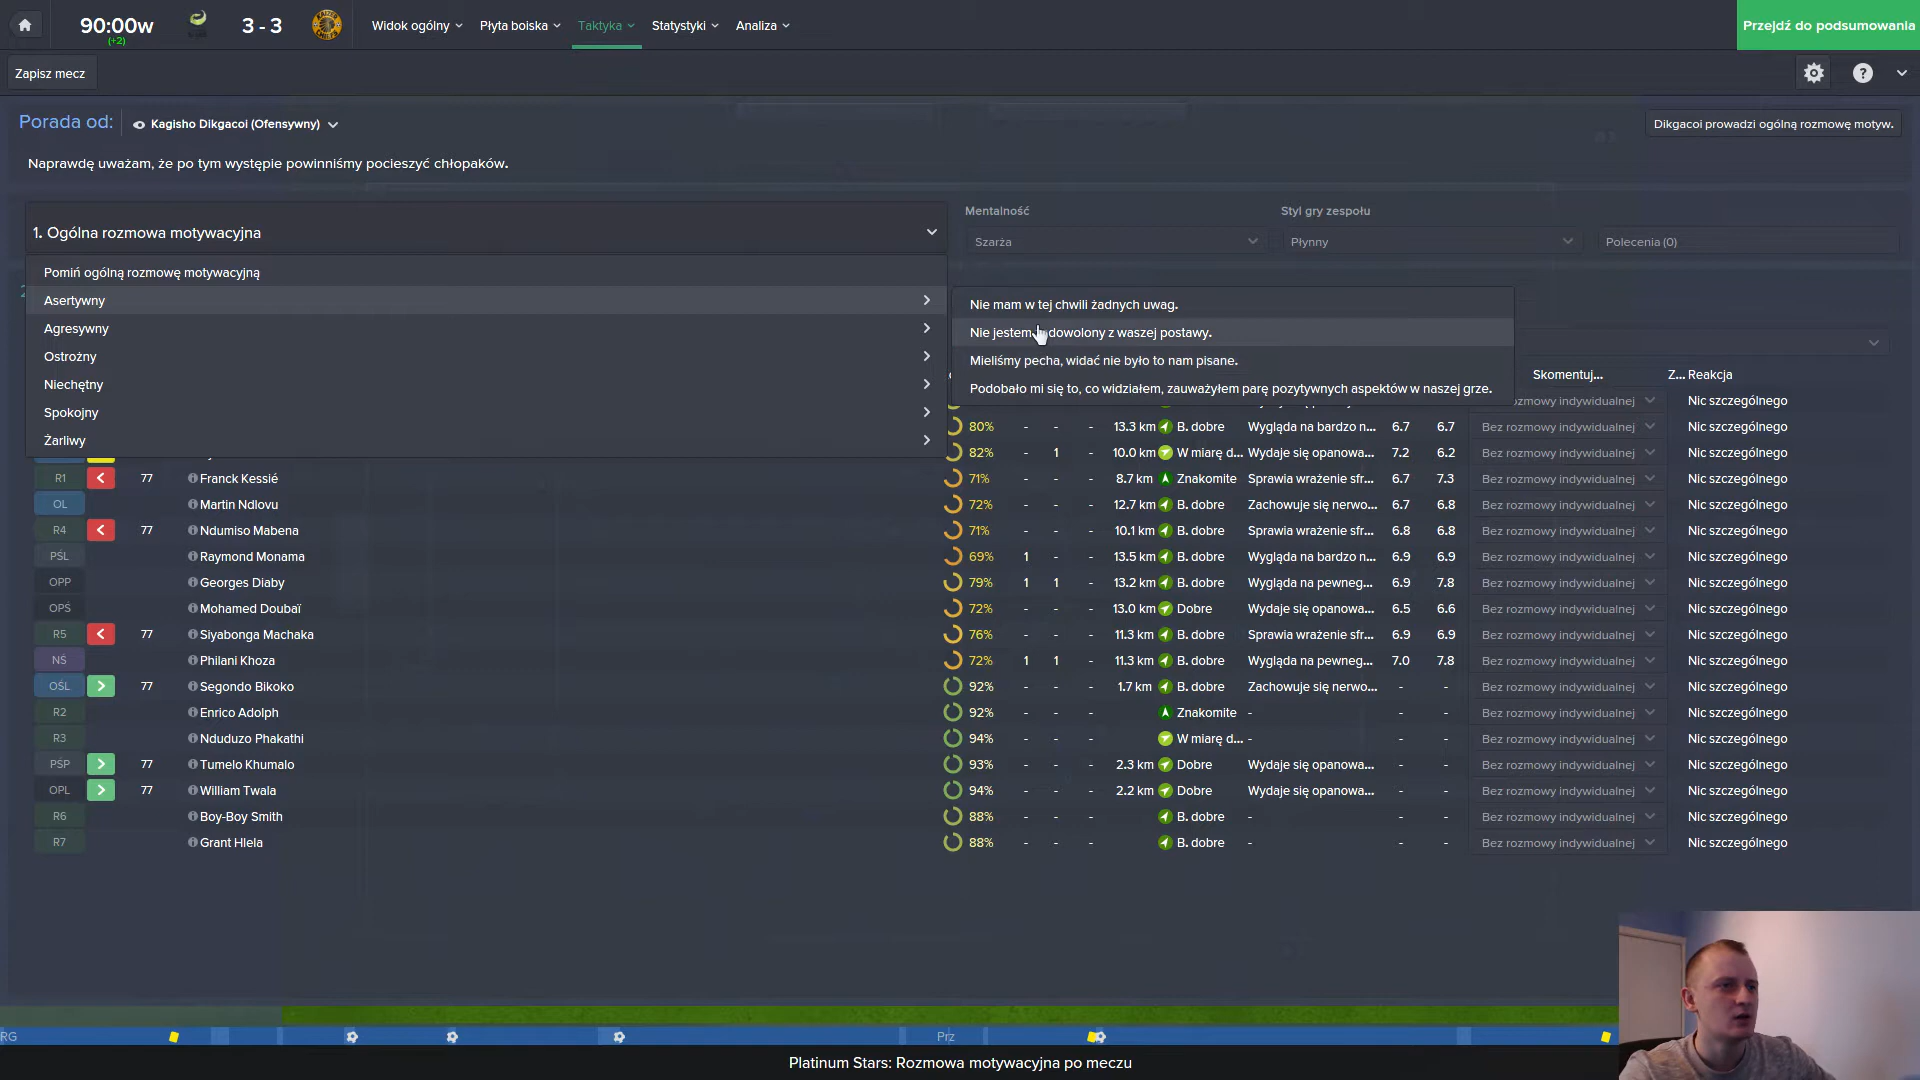 90:00w
(+2)
3 - 3
Widok ogólny
Płyta boiska
Taktyka
Statystyki
Analiza
Przejdź do podsumowania
Zapisz mecz
Porada od:
Kagisho Dikgacoi (Ofensywny)
Dikgacoi prowadzi ogólną rozmowę motyw.
Naprawdę uważam, że po tym występie powinniśmy pocieszyć chłopaków.
1. Ogólna rozmowa motywacyjna
Mentalność
Styl gry zespołu
Szarża
Płynny
Polecenia (0)
Pomiń ogólną rozmowę motywacyjną
Asertywny
Agresywny
Ostrożny
Niechętny
Spokojny
Żarliwy
Nie mam w tej chwili żadnych uwag.
Nie jestem dowolony z waszej postawy.
Mieliśmy pecha, widać nie było to nam pisane.
Podobało mi się to, co widziałem, zauważyłem parę pozytywnych aspektów w naszej grze.
Skomentuj... Z... Reakcja
rozmowy indywidualnej Nic szczególnego
80% - - - 13.3 km B. dobre Wygląda na bardzo n... 6.7 6.7 Bez rozmowy indywidualnej Nic szczególnego
82% - 1 - 10.0 km W miarę d... Wydaje się opanowa... 7.2 6.2 Bez rozmowy indywidualnej Nic szczególnego
R1 77 Franck Kessié 71% - - - 8.7 km Znakomite Sprawia wrażenie sfr... 6.7 7.3 Bez rozmowy indywidualnej Nic szczególnego
OL Martin Ndlovu 72% - - - 12.7 km B. dobre Zachowuje się nerwo... 6.7 6.8 Bez rozmowy indywidualnej Nic szczególnego
R4 77 Ndumiso Mabena 71% - - - 10.1 km B. dobre Sprawia wrażenie sfr... 6.8 6.8 Bez rozmowy indywidualnej Nic szczególnego
PŚL Raymond Monama 69% 1 - - 13.5 km B. dobre Wygląda na bardzo n... 6.9 6.9 Bez rozmowy indywidualnej Nic szczególnego
OPP Georges Diaby 79% 1 1 - 13.2 km B. dobre Wygląda na pewneg... 6.9 7.8 Bez rozmowy indywidualnej Nic szczególnego
OPŚ Mohamed Doubaï 72% - - - 13.0 km Dobre Wydaje się opanowa... 6.5 6.6 Bez rozmowy indywidualnej Nic szczególnego
R5 77 Siyabonga Machaka 76% - - - 11.3 km B. dobre Sprawia wrażenie sfr... 6.9 6.9 Bez rozmowy indywidualnej Nic szczególnego
NŚ Philani Khoza 72% 1 1 - 11.3 km B. dobre Wygląda na pewneg... 7.0 7.8 Bez rozmowy indywidualnej Nic szczególnego
OŚL 77 Segondo Bikoko 92% - - - 1.7 km B. dobre Zachowuje się nerwo... - - Bez rozmowy indywidualnej Nic szczególnego
R2 Enrico Adolph 92% - - - Znakomite - - - Bez rozmowy indywidualnej Nic szczególnego
R3 Nduduzo Phakathi 94% - - - W miarę d... - - - Bez rozmowy indywidualnej Nic szczególnego
PŚP 77 Tumelo Khumalo 93% - - - 2.3 km Dobre Wydaje się opanowa... - - Bez rozmowy indywidualnej Nic szczególnego
OPL 77 William Twala 94% - - - 2.2 km Dobre Wydaje się opanowa... - - Bez rozmowy indywidualnej Nic szczególnego
R6 Boy-Boy Smith 88% - - - B. dobre - - - Bez rozmowy indywidualnej Nic szczególnego
R7 Grant Hlela 88% - - - B. dobre - - - Bez rozmowy indywidualnej Nic szczególnego
RG
Prz
Platinum Stars: Rozmowa motywacyjna po meczu